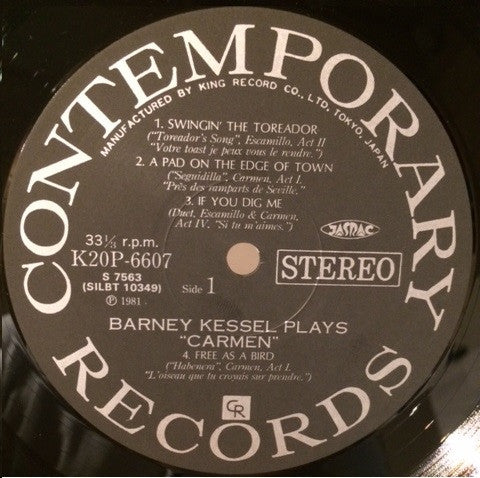 CONTEMPORARY
MANUFACTURED BY KING RECORD CO., LTD, TOKYO, JAPAN
1. SWINGIN' THE TOREADOR
("Toreador's Song", Escamillo, Act II
"Votre toast je peux tous le rendre.")
2. A PAD ON THE EDGE OF TOWN
("Seguidilla", Carmen, Act I.
"Près des ramparts de Seville."
3. IF YOU DIG ME
(Duet, Escamillo & Carmen,
Act IV, "Si tu m'aimes.")
JASRAC
33⅓ r.p.m.
K20P-6607
S 7563
(SILBT 10349)
Ⓟ 1981
Side 1
STEREO
BARNEY KESSEL PLAYS
"CARMEN"
4. FREE AS A BIRD
("Habenera", Carmen, Act I.
"L'oiseau que tu crouais sur prendre.")
CR
RECORDS